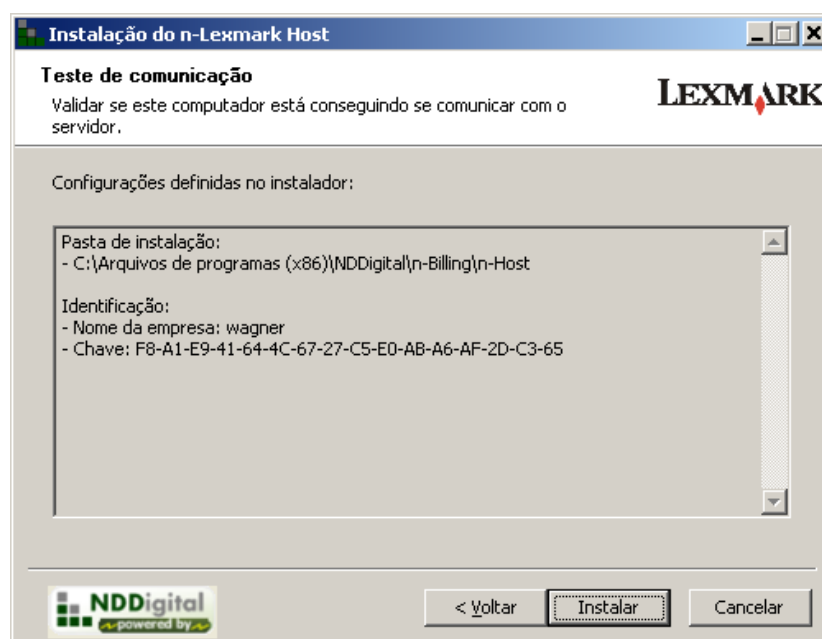 Instalação do n-Lexmark Host
Teste de comunicação
Validar se este computador está conseguindo se comunicar com o
servidor.
LEXMARK
Configurações definidas no instalador:
Pasta de instalação:
- C:\Arquivos de programas (x86)\NDDigital\n-Billing\n-Host
Identificação:
- Nome da empresa: wagner
- Chave: F8-A1-E9-41-64-4C-67-27-C5-E0-AB-A6-AF-2D-C3-65
NDDigital
powered by
< Voltar
Instalar
Cancelar